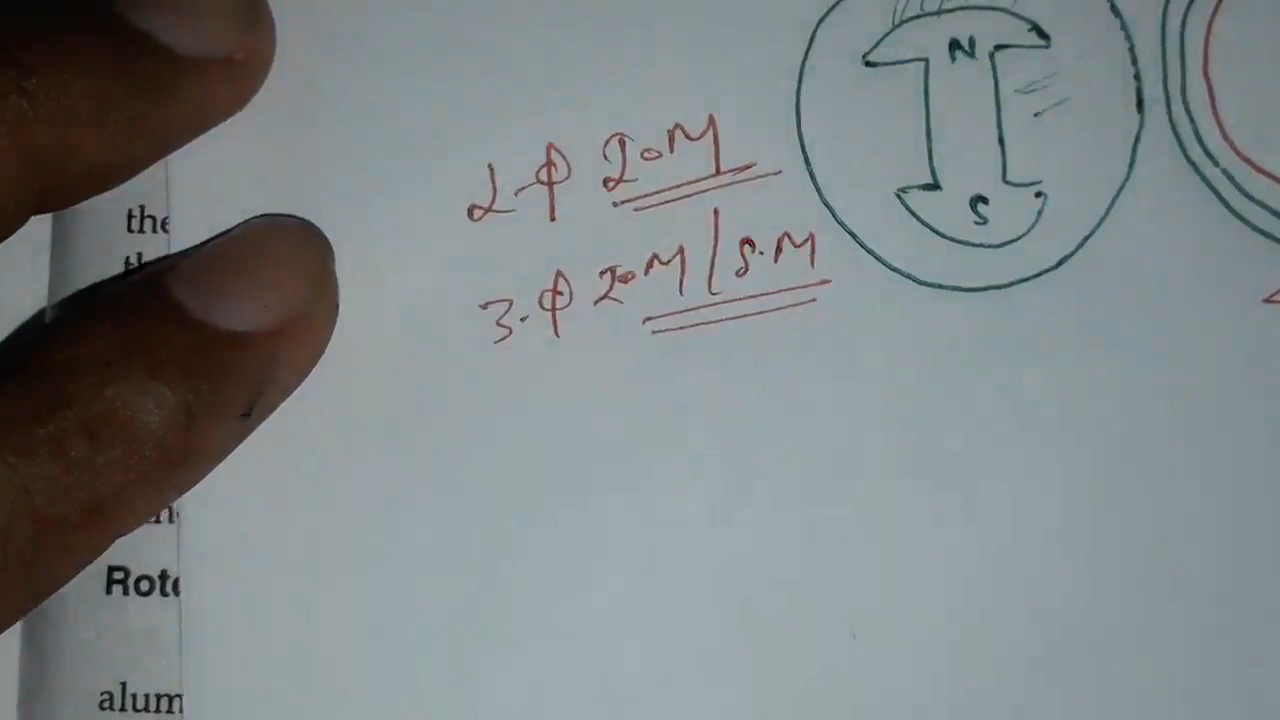 the
1-ϕ I.M
N
S
3-ϕ I.M / S.M
Rot
alum